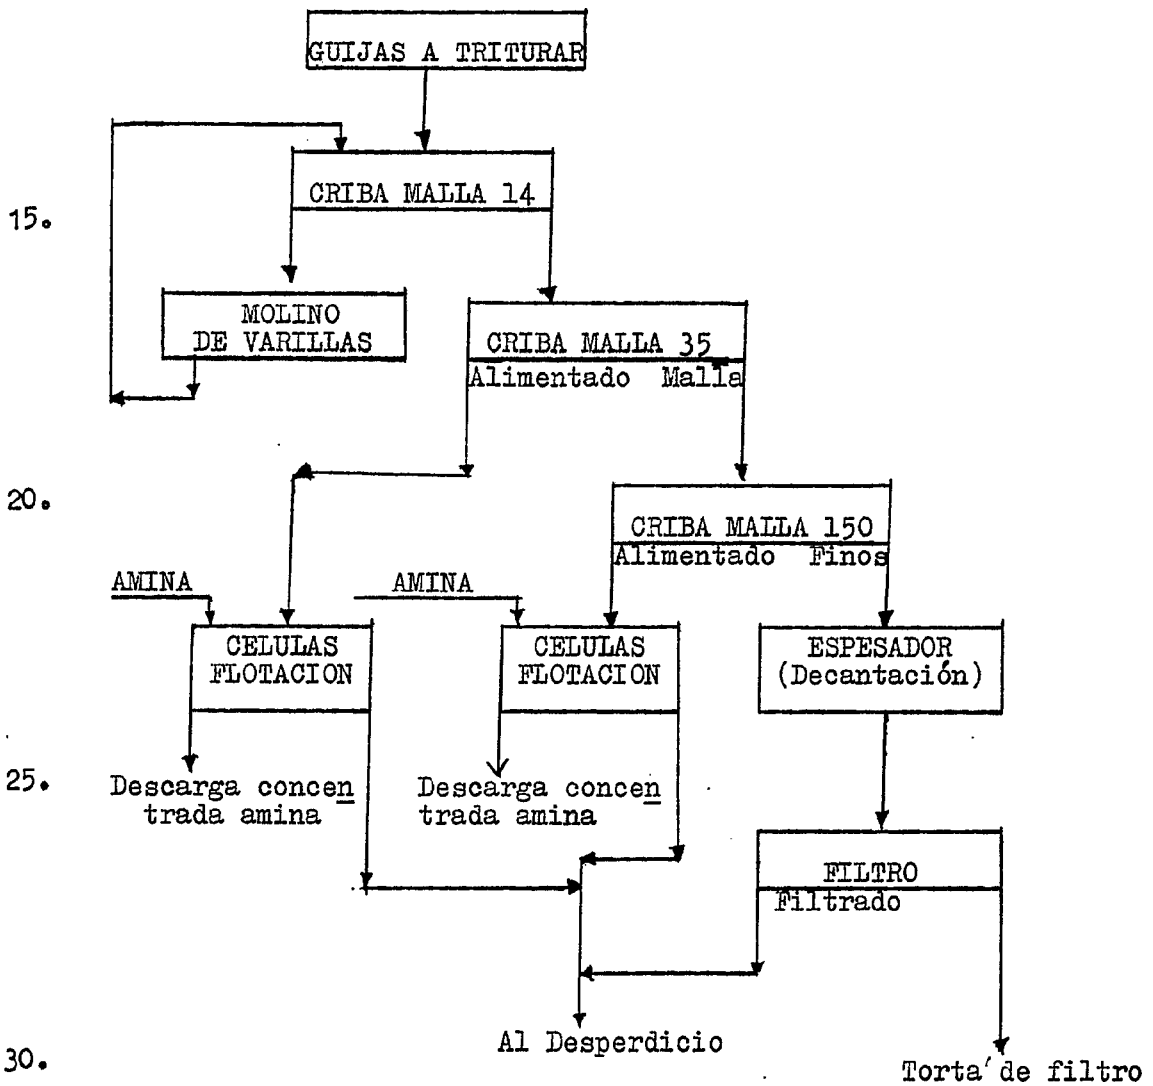 GUIJAS A TRITURAR
CRIBA MALLA 14
15.
MOLINO
DE VARILLAS
CRIBA MALLA 35
Alimentado Malla
20.
CRIBA MALLA 150
Alimentado Finos
AMINA
AMINA
CELULAS
FLOTACION
CELULAS
FLOTACION
ESPESADOR
(Decantación)
25.
Descarga concen
trada amina
Descarga concen
trada amina
FILTRO
Filtrado
Al Desperdicio
30.
Torta de filtro